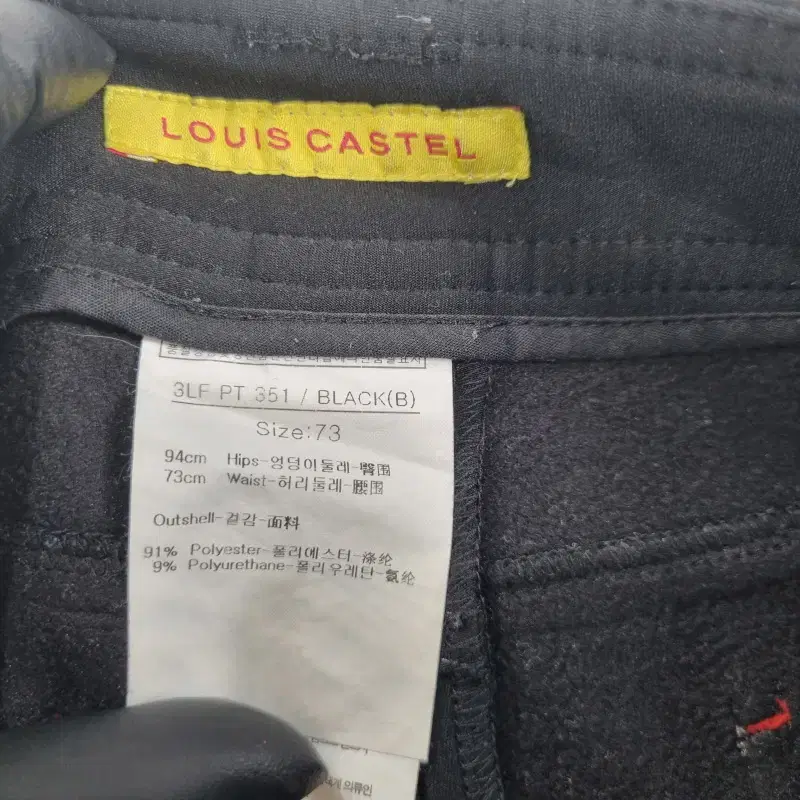 LOUIS CASTEL
3LF PT 351 / BLACK(B)
Size:73
94cm Hips-엉덩이둘레-臀围
73cm Waist-허리둘레-腰围
Outshell-겉감-面料
91% Polyester-폴리에스터-涤纶
9% Polyurethane-폴리우레탄-氨纶